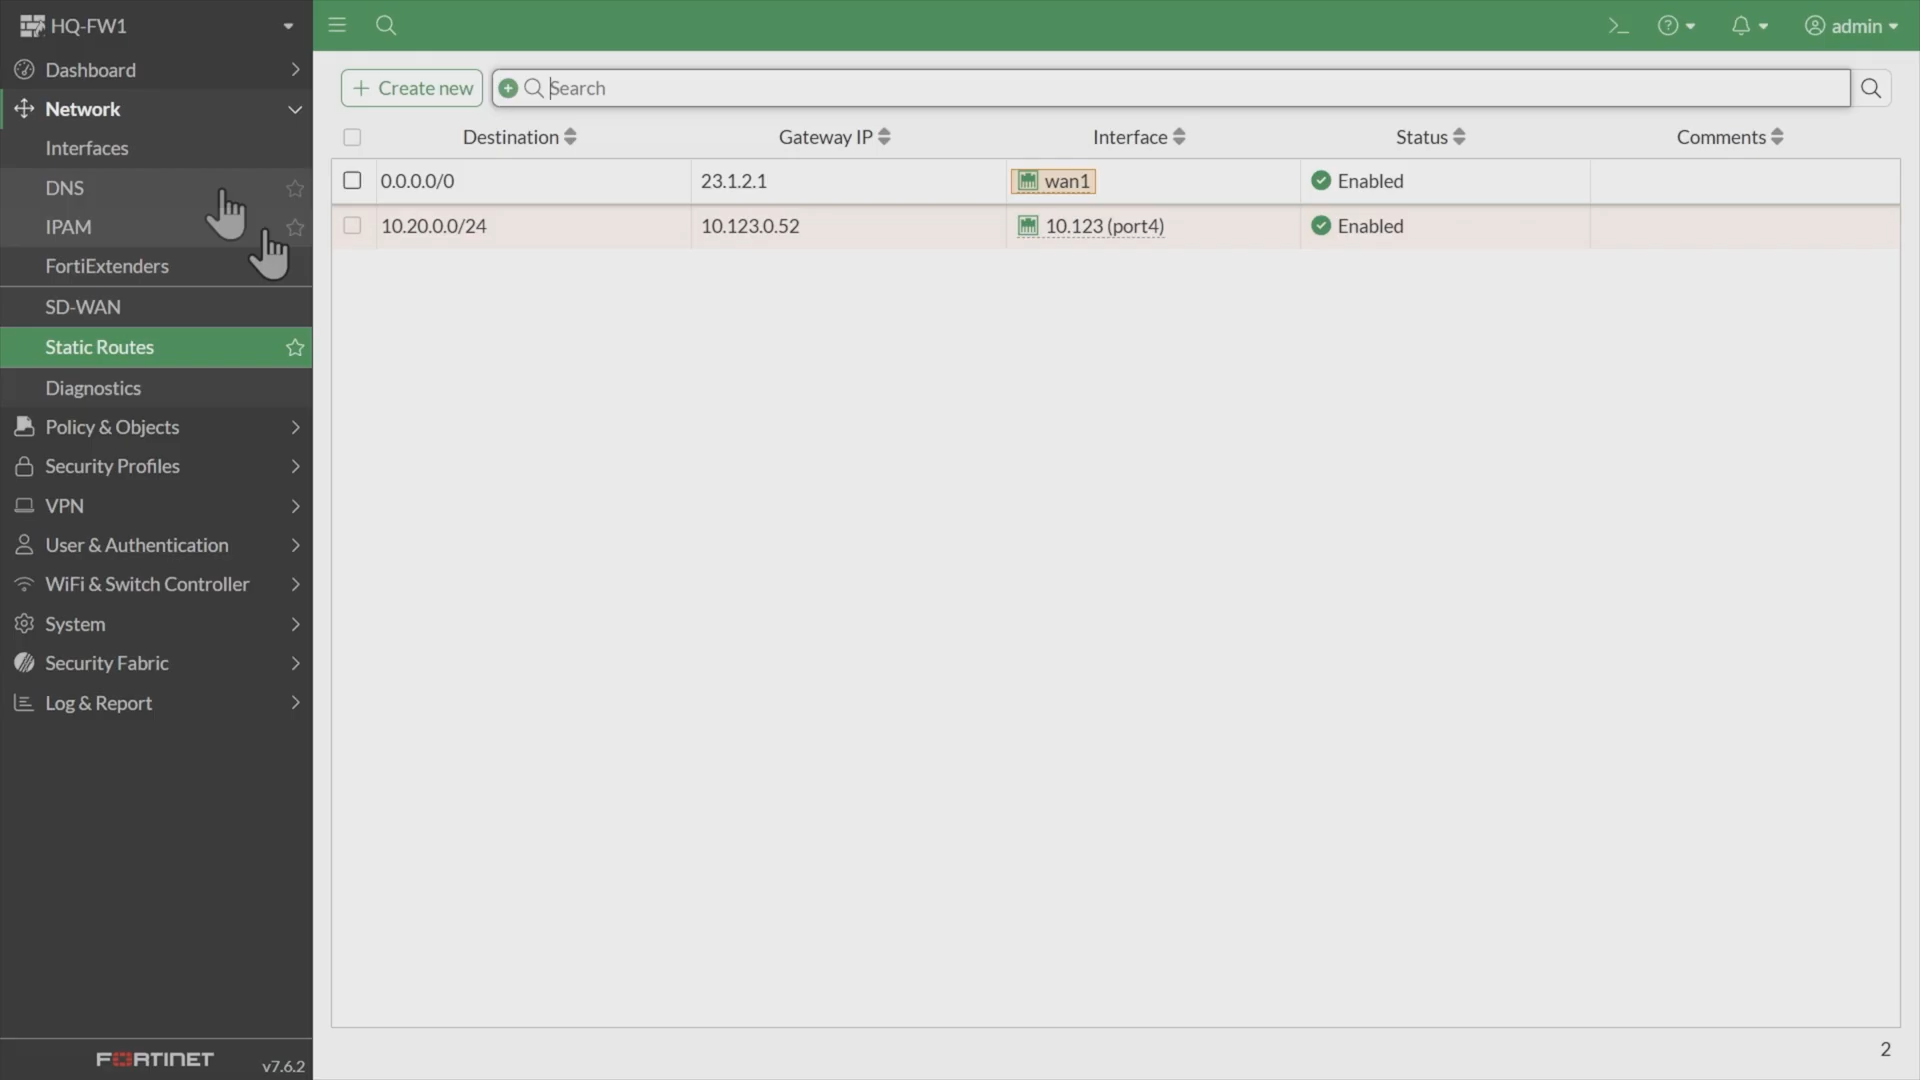 HQ-FW1
admin
Dashboard
Network
Interfaces
DNS
IPAM
FortiExtenders
SD-WAN
Static Routes
Diagnostics
Policy & Objects
Security Profiles
VPN
User & Authentication
WiFi & Switch Controller
System
Security Fabric
Log & Report
FORTINET
v7.6.2
Create new
Search
Destination Gateway IP Interface Status Comments
0.0.0.0/0 23.1.2.1 wan1 Enabled
10.20.0.0/24 10.123.0.52 10.123 (port4) Enabled
2